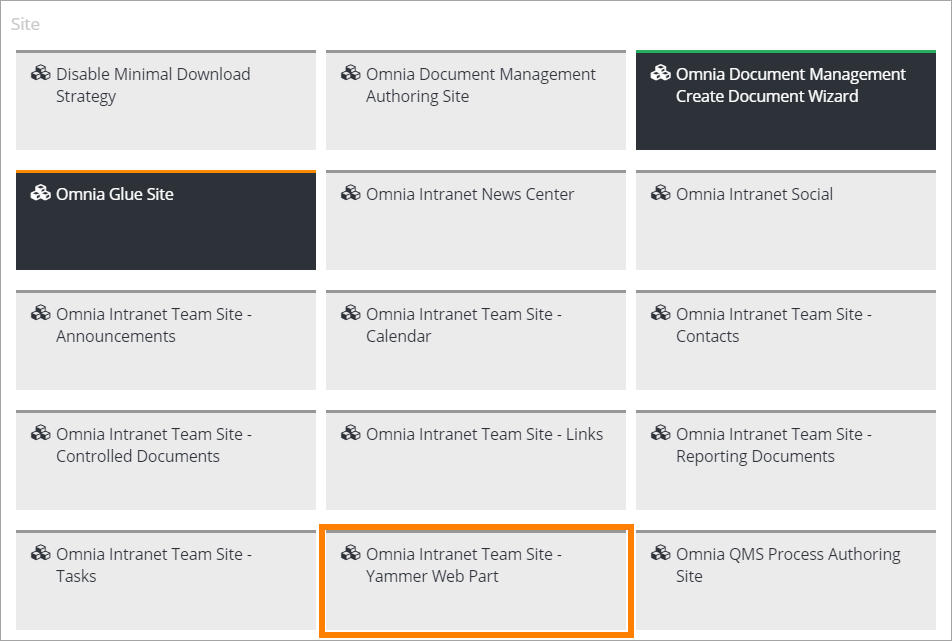 Site
Disable Minimal Download
Strategy
Omnia Document Management
Authoring Site
Omnia Document Management
Create Document Wizard
Omnia Glue Site
Omnia Intranet News Center
Omnia Intranet Social
Omnia Intranet Team Site -
Announcements
Omnia Intranet Team Site -
Calendar
Omnia Intranet Team Site -
Contacts
Omnia Intranet Team Site -
Controlled Documents
Omnia Intranet Team Site - Links
Omnia Intranet Team Site -
Reporting Documents
Omnia Intranet Team Site -
Tasks
Omnia Intranet Team Site -
Yammer Web Part
Omnia QMS Process Authoring
Site